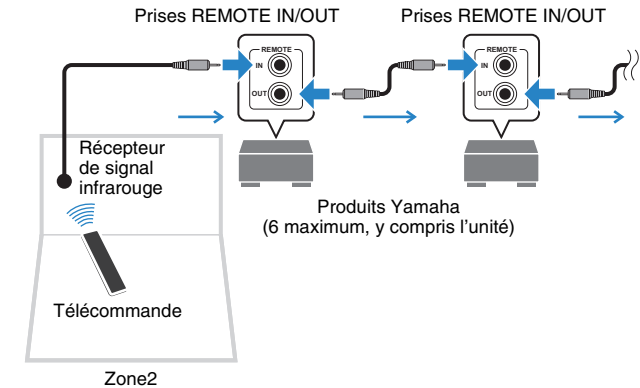 Prises REMOTE IN/OUT
Prises REMOTE IN/OUT
REMOTE
IN
OUT
REMOTE
IN
OUT
Récepteur
de signal
infrarouge
Produits Yamaha
(6 maximum, y compris l’unité)
Télécommande
Zone2